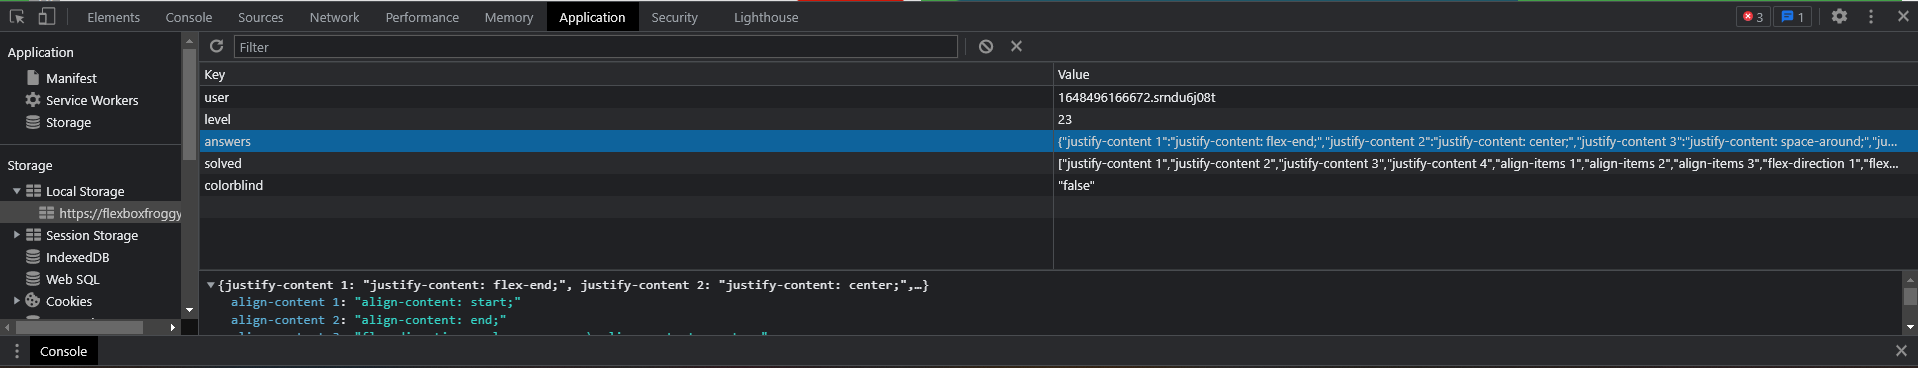 Elements Console Sources Network Performance Memory Application Security Lighthouse 3 1
Application
Manifest
Service Workers
Storage
Storage
Local Storage
https://flexboxfroggy
Session Storage
IndexedDB
Web SQL
Cookies
Filter
Key Value
user 1648496166672.srndu6j08t
level 23
answers {"justify-content 1":"justify-content: flex-end;","justify-content 2":"justify-content: center;","justify-content 3":"justify-content: space-around;","ju...
solved ["justify-content 1","justify-content 2","justify-content 3","justify-content 4","align-items 1","align-items 2","align-items 3","flex-direction 1","flex...
colorblind "false"
{justify-content 1: "justify-content: flex-end;", justify-content 2: "justify-content: center;",…}
align-content 1: "align-content: start;"
align-content 2: "align-content: end;"
Console